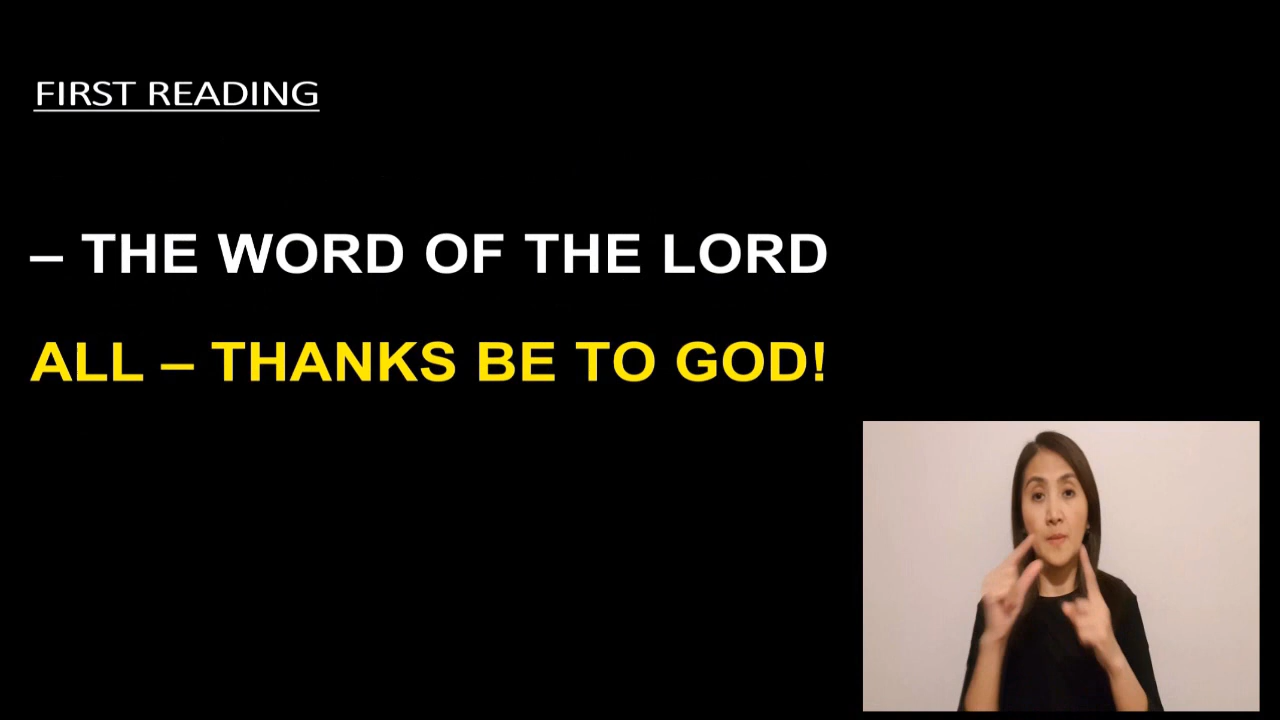 FIRST READING
– THE WORD OF THE LORD
ALL – THANKS BE TO GOD!